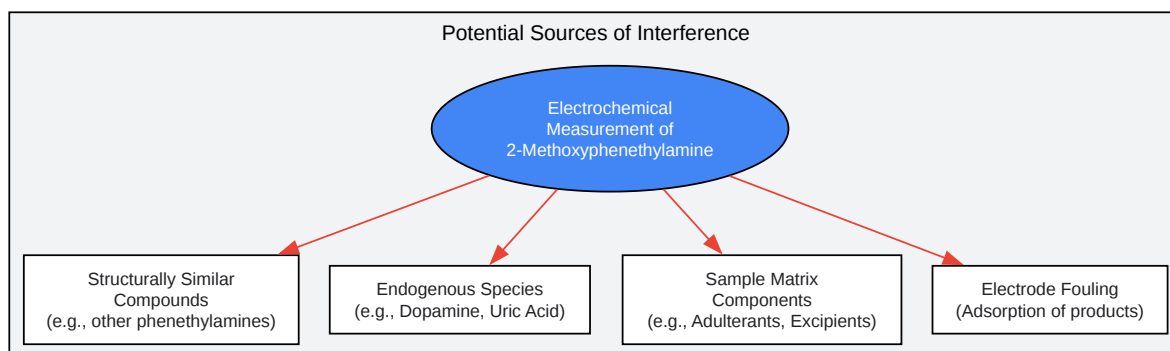 Potential Sources of Interference
Electrochemical
Measurement of
2-Methoxyphenethylamine
Structurally Similar
Compounds
(e.g., other phenethylamines)
Endogenous Species
(e.g., Dopamine, Uric Acid)
Sample Matrix
Components
(e.g., Adulterants, Excipients)
Electrode Fouling
(Adsorption of products)